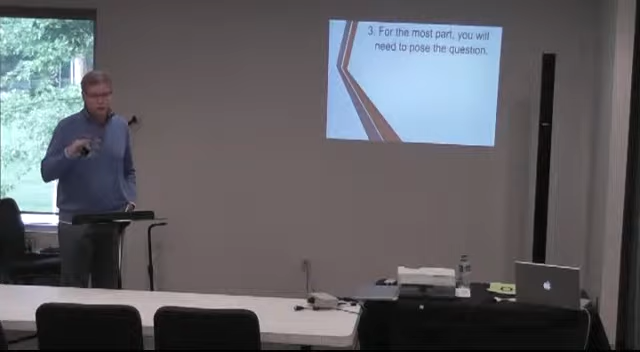 3. For the most part, you will
need to pose the question.